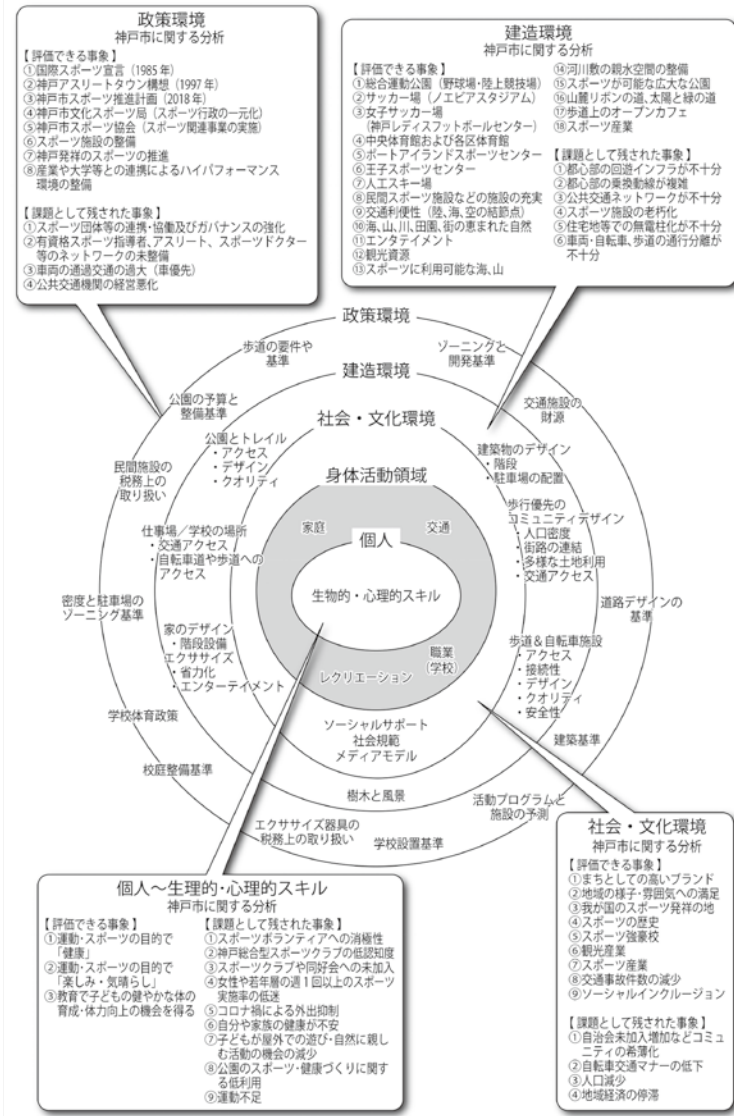 政策環境
神戸市に関する分析
【評価できる事象】
①国際スポーツ宣言（1985年）
②神戸アスリートタウン構想（1997年）
③神戸市スポーツ推進計画（2018年）
④神戸市文化スポーツ局（スポーツ行政の一元化）
⑤神戸市スポーツ協会（スポーツ関連事業の実施）
⑥スポーツ施設の整備
⑦神戸発祥のスポーツの推進
⑧産業や大学等との連携によるハイパフォーマンス
環境の整備
【課題として残された事象】
①スポーツ団体等の連携・協働及びガバナンスの強化
②有資格スポーツ指導者、アスリート、スポーツドクター
等のネットワークの未整備
③車両の通過交通の過大（車優先）
④公共交通機関の経営悪化
建造環境
神戸市に関する分析
【評価できる事象】
①総合運動公園（野球場・陸上競技場）
②サッカー場（ノエビアスタジアム）
③女子サッカー場
（神戸レディスフットボールセンター）
④中央体育館および各区体育館
⑤ポートアイランドスポーツセンター
⑥王子スポーツセンター
⑦人工スキー場
⑧民間スポーツ施設などの施設の充実
⑨交通利便性（陸、海、空の結節点）
⑩海、山、川、田園、街の恵まれた自然
⑪エンタテイメント
⑫観光資源
⑬スポーツに利用可能な海、山
⑭河川敷の親水空間の整備
⑮スポーツが可能な広大な公園
⑯山麓リボンの道、太陽と緑の道
⑰歩道上のオープンカフェ
⑱スポーツ産業
【課題として残された事象】
①都心部の回遊インフラが不十分
②都心部の乗換動線が複雑
③公共交通ネットワークが不十分
④スポーツ施設の老朽化
⑤住宅地等での無電柱化が不十分
⑥車両・自転車、歩道の通行分離が
不十分
政策環境
歩道の要件や
基準
ゾーニングと
開発基準
建造環境
公園の予算と
整備基準
交通施設の
財源
社会・文化環境
公園とトレイル
・アクセス
・デザイン
・クオリティ
建築物のデザイン
・階段
・駐車場の配置
民間施設の
税務上の
取り扱い
身体活動領域
家庭
交通
個人
生物的・心理的スキル
職業
（学校）
レクリエーション
歩行優先の
コミュニティデザイン
・人口密度
・街路の連結
・多様な土地利用
・交通アクセス
仕事場／学校の場所
・交通アクセス
・自転車道や歩道への
アクセス
密度と駐車場の
ゾーニング基準
道路デザインの
基準
家のデザイン
・階段設備
エクササイズ
・省力化
・エンターテイメント
歩道＆自転車施設
・アクセス
・接続性
・デザイン
・クオリティ
・安全性
学校体育政策
ソーシャルサポート
社会規範
メディアモデル
建築基準
校庭整備基準
樹木と風景
活動プログラムと
施設の予測
エクササイズ器具の
税務上の取り扱い
学校設置基準
個人～生理的・心理的スキル
神戸市に関する分析
【評価できる事象】
①運動・スポーツの目的で
「健康」
②運動・スポーツの目的で
「楽しみ・気晴らし」
③教育で子どもの健やかな体の
育成・体力向上の機会を得る
【課題として残された事象】
①スポーツボランティアへの消極性
②神戸総合型スポーツクラブの低認知度
③スポーツクラブや同好会への未加入
④女性や若年層の週1回以上のスポーツ
実施率の低迷
⑤コロナ禍による外出抑制
⑥自分や家族の健康が不安
⑦子どもが屋外での遊び・自然に親し
む活動の機会の減少
⑧公園のスポーツ・健康づくりに関す
る低利用
⑨運動不足
社会・文化環境
神戸市に関する分析
【評価できる事象】
①まちとしての高いブランド
②地域の様子・雰囲気への満足
③我が国のスポーツ発祥の地
④スポーツの歴史
⑤スポーツ強豪校
⑥観光産業
⑦スポーツ産業
⑧交通事故件数の減少
⑨ソーシャルインクルージョン
【課題として残された事象】
①自治会未加入増加などコミュ
ニティの希薄化
②自転車交通マナーの低下
③人口減少
④地域経済の停滞